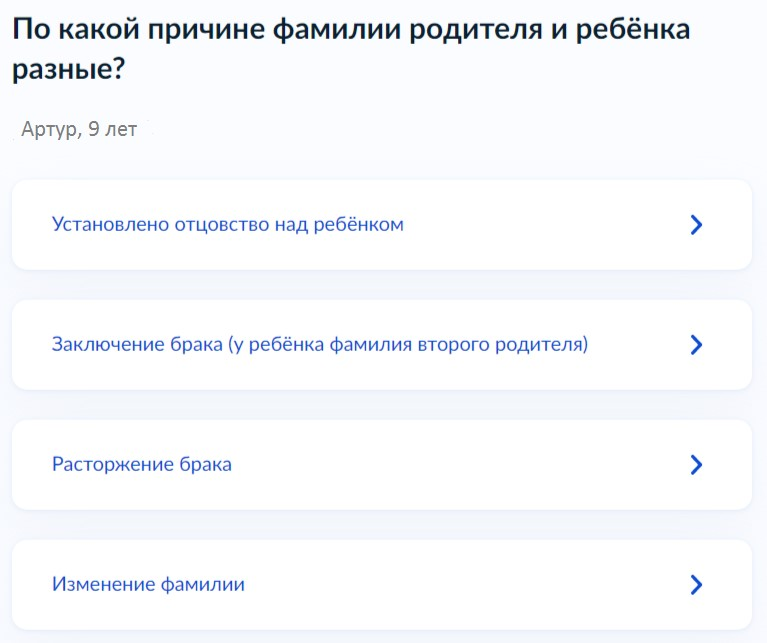 По какой причине фамилии родителя и ребёнка
разные?
Артур, 9 лет
Установлено отцовство над ребёнком
Заключение брака (у ребёнка фамилия второго родителя)
Расторжение брака
Изменение фамилии